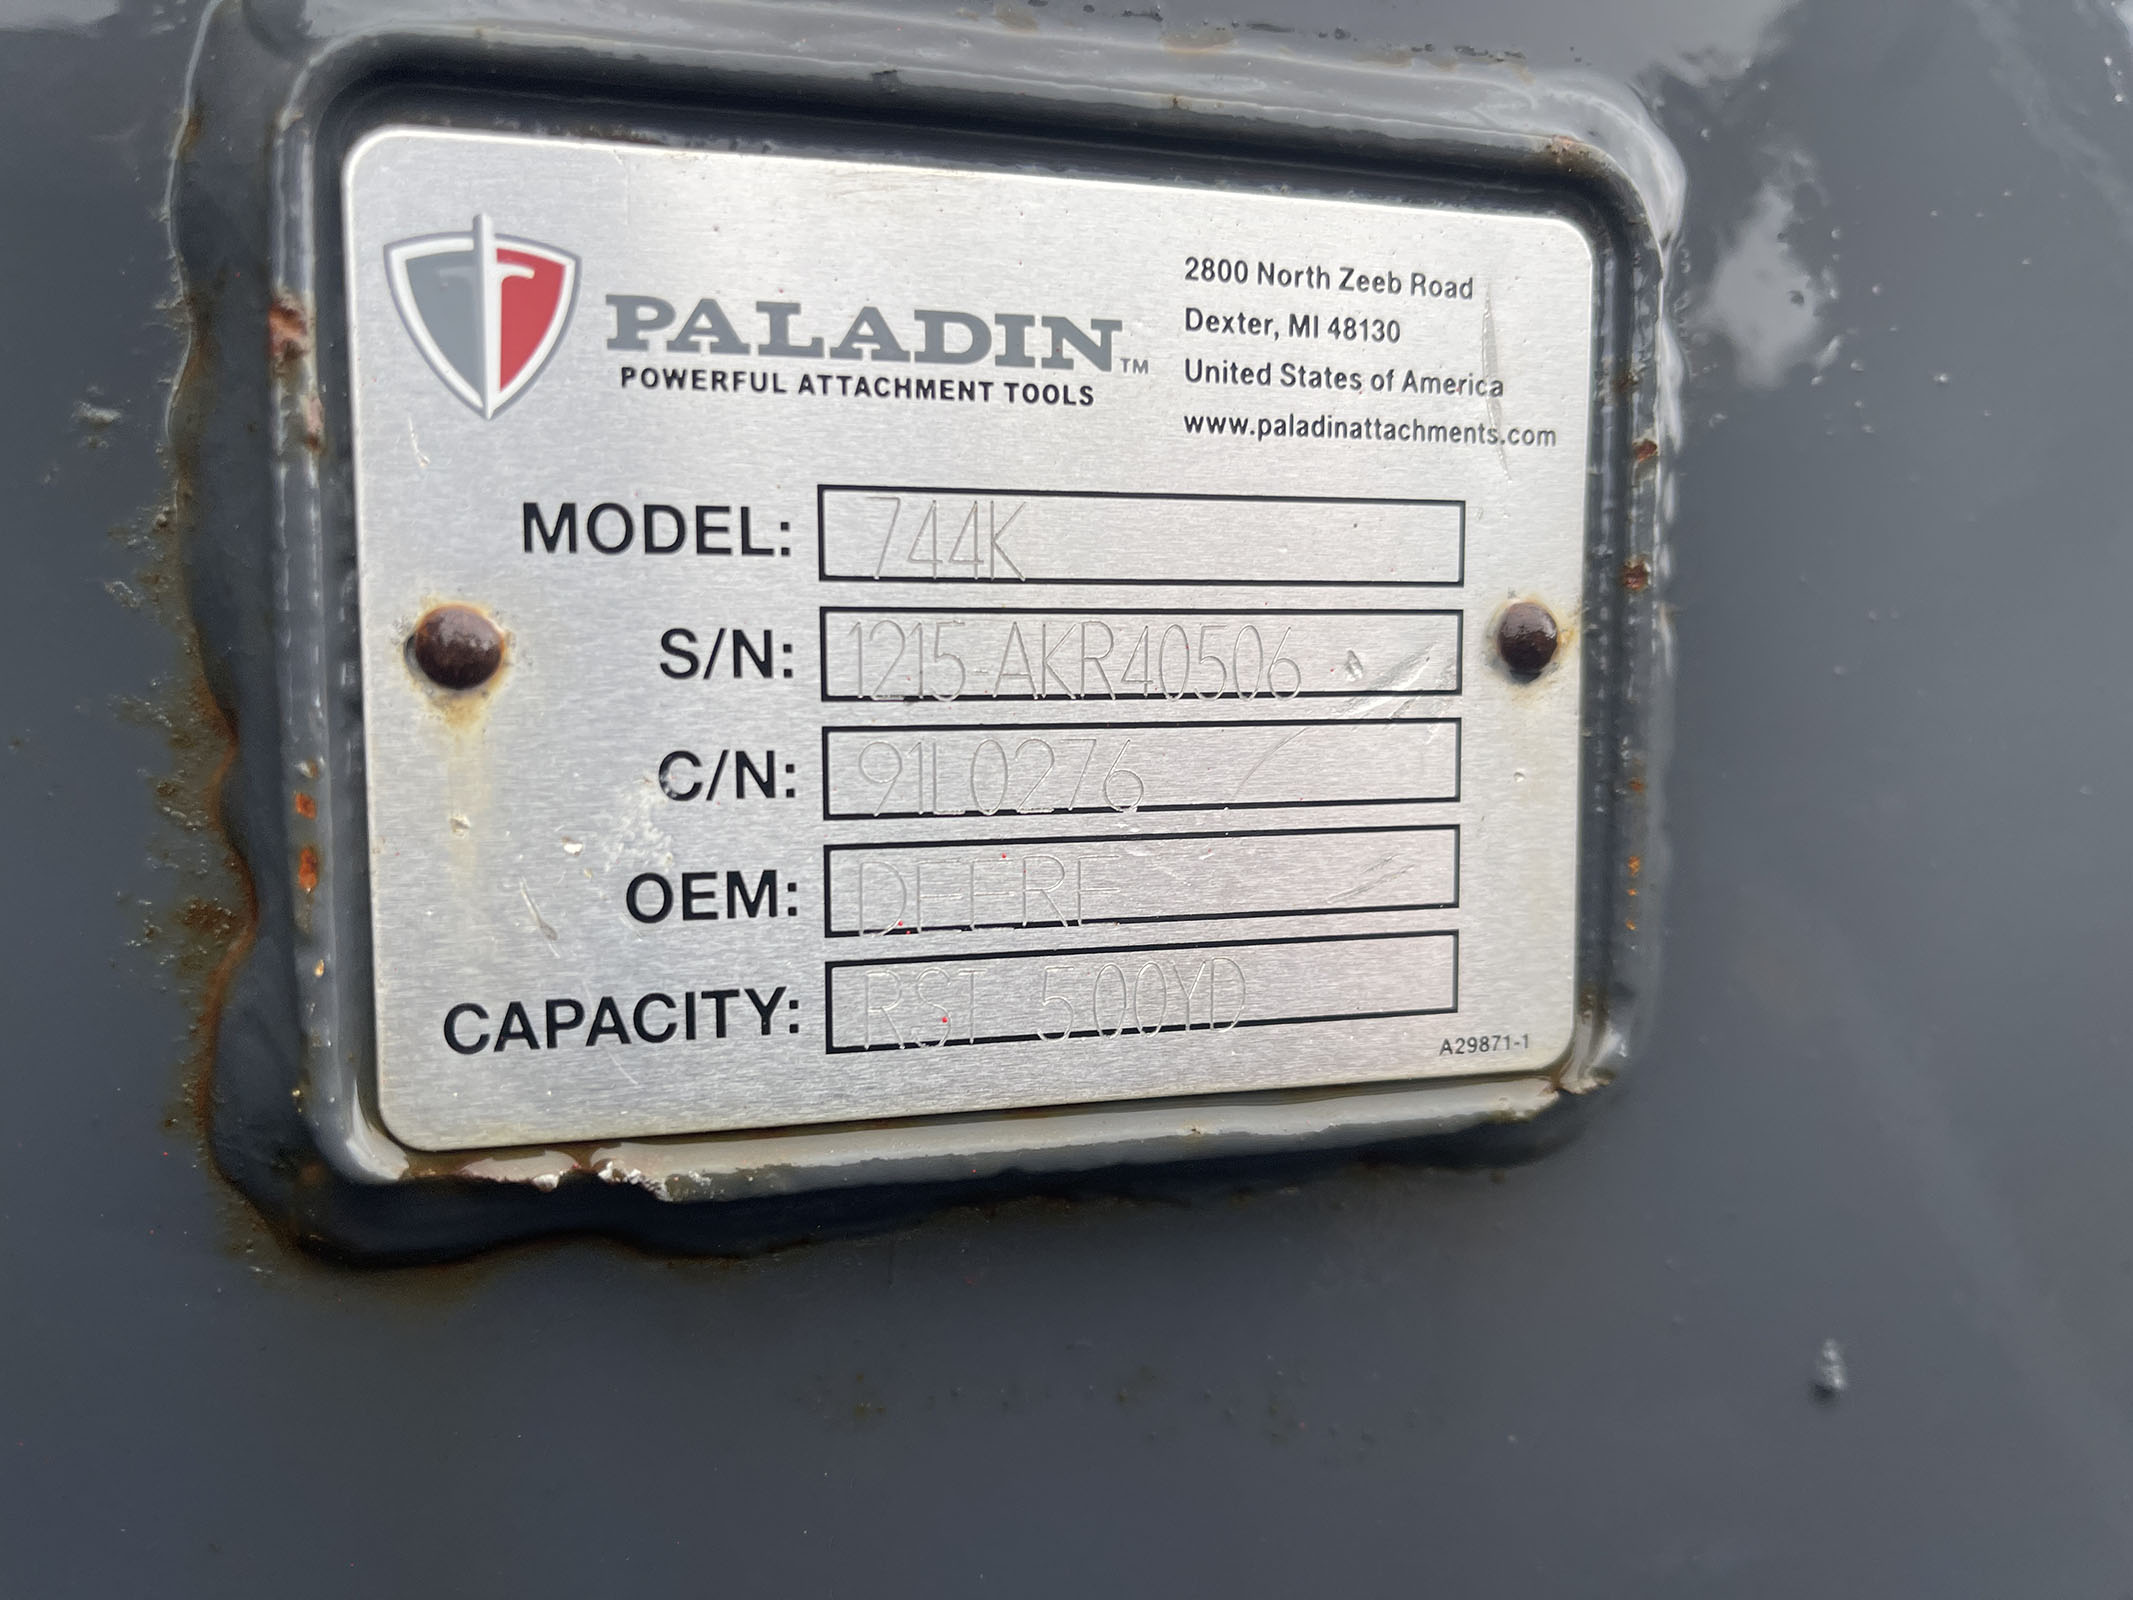 PALADIN™
POWERFUL ATTACHMENT TOOLS
2800 North Zeeb Road
Dexter, MI 48130
United States of America
www.paladinattachments.com
MODEL: 744K
S/N: 1215-AKR40506
C/N: 91L0276
OEM: DEERE
CAPACITY: RST 5.00YD
A29871-1